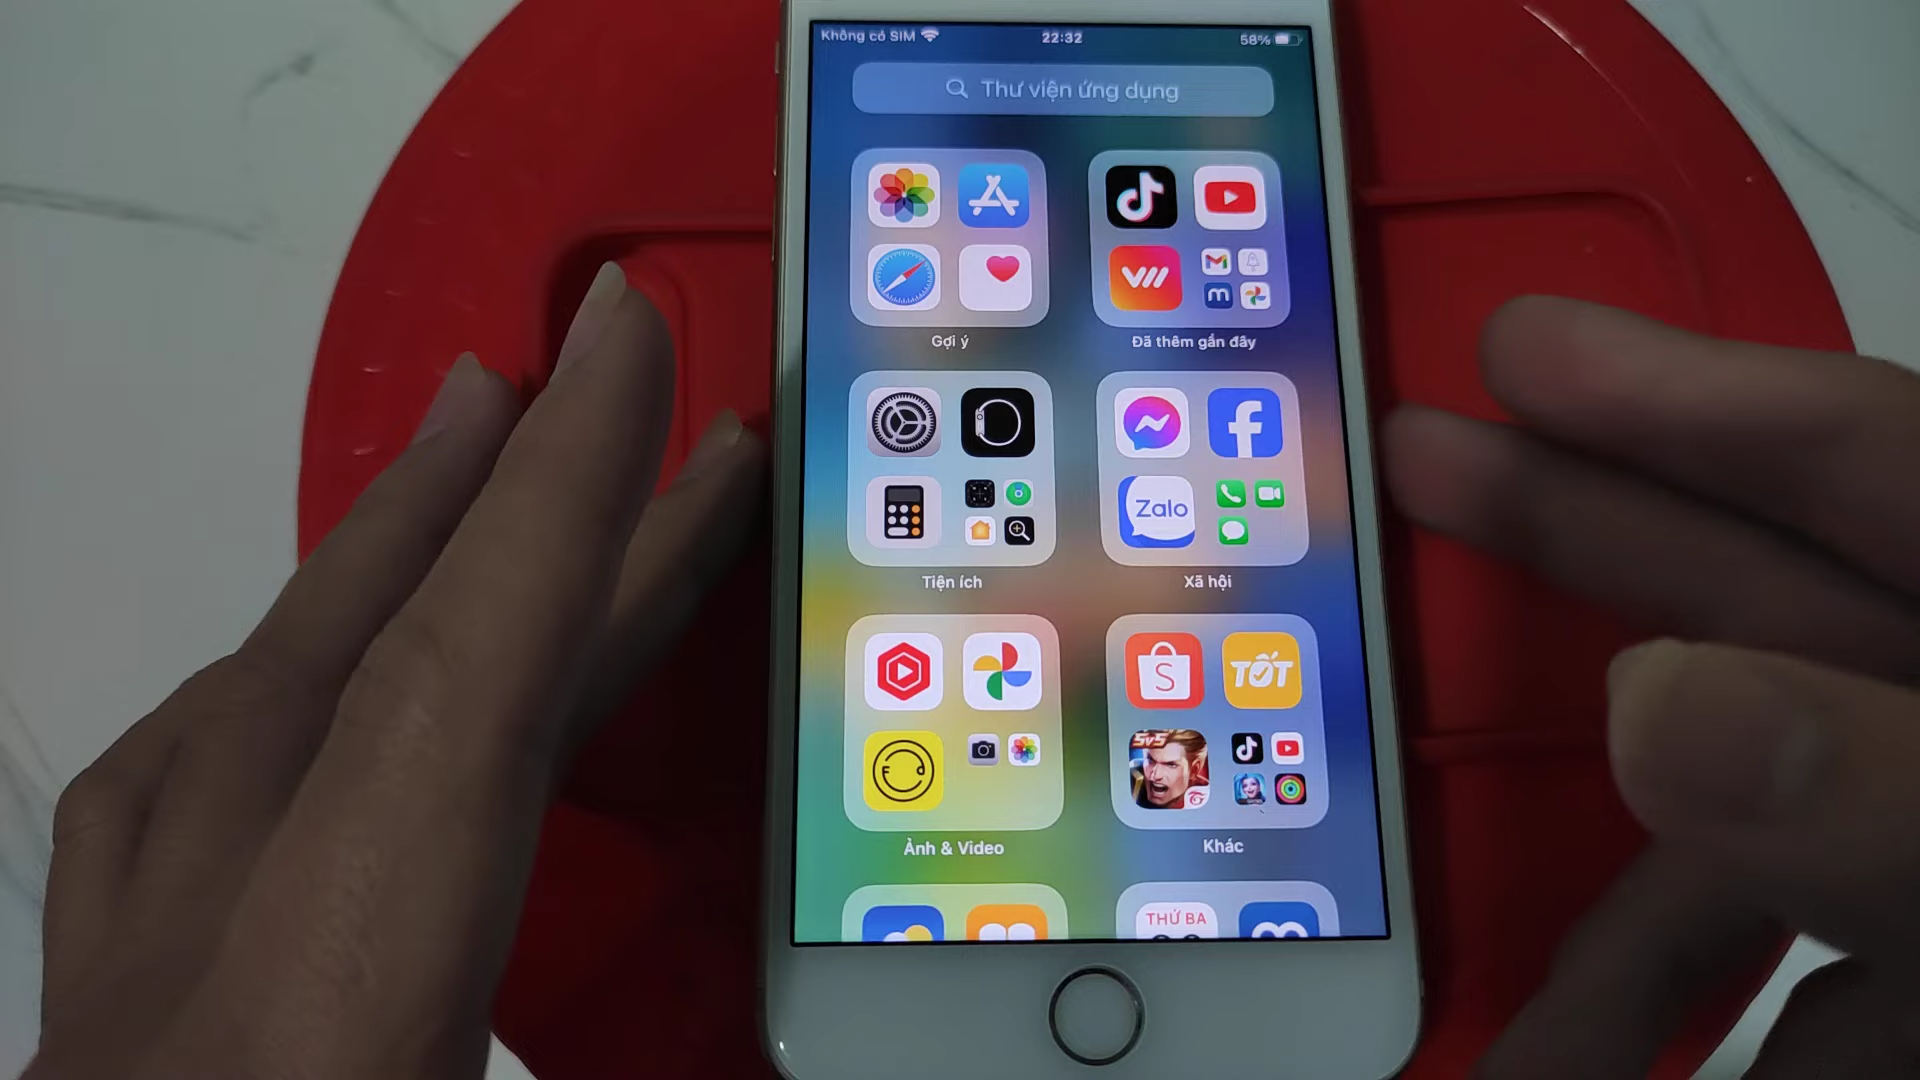 Không có SIM
22:32
58%
Thư viện ứng dụng
Gợi ý
Đã thêm gần đây
Zalo
Tiện ích
Xã hội
S
TỐT
5v5
Ảnh & Video
Khác
THỨ BA